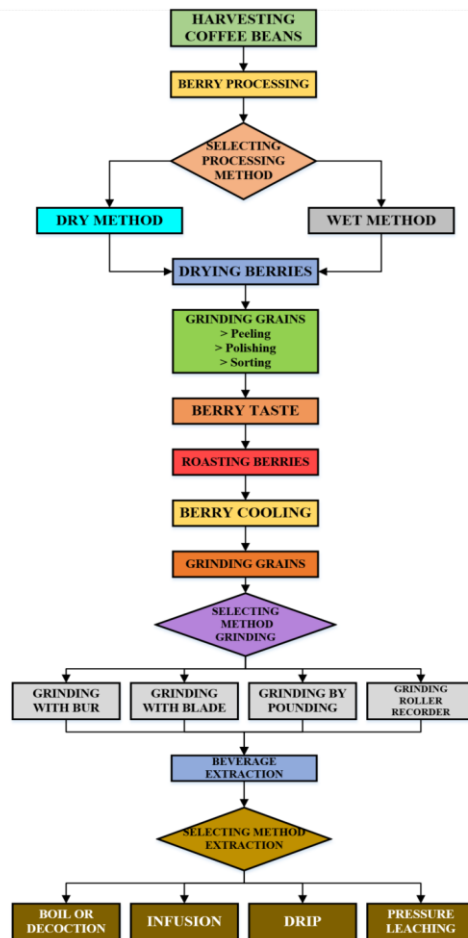 HARVESTING
COFFEE BEANS
BERRY PROCESSING
SELECTING
PROCESSING
METHOD
DRY METHOD
WET METHOD
DRYING BERRIES
GRINDING GRAINS
> Peeling
> Polishing
> Sorting
BERRY TASTE
ROASTING BERRIES
BERRY COOLING
GRINDING GRAINS
SELECTING
METHOD
GRINDING
GRINDING
WITH BUR
GRINDING
WITH BLADE
GRINDING BY
POUNDING
GRINDING
ROLLER
RECORDER
BEVERAGE
EXTRACTION
SELECTING METHOD
EXTRACTION
BOIL OR
DECOCTION
INFUSION
DRIP
PRESSURE
LEACHING